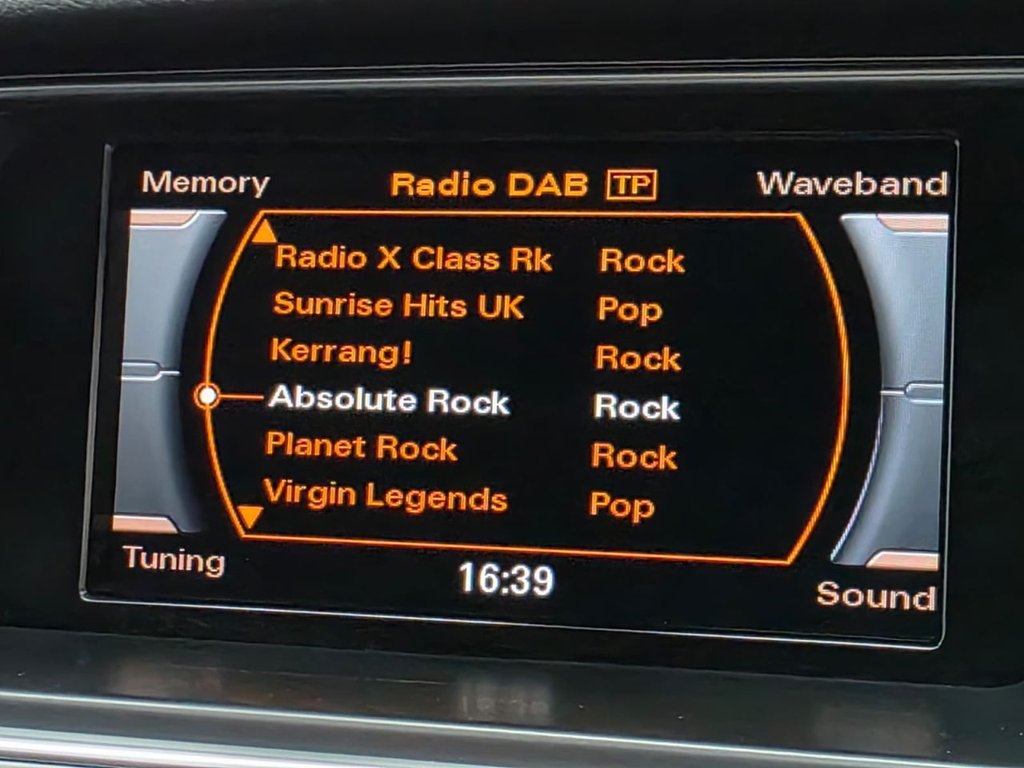 Memory Radio DAB TP Waveband
Radio X Class Rk Rock
Sunrise Hits UK Pop
Kerrang! Rock
Absolute Rock Rock
Planet Rock Rock
Virgin Legends Pop
Tuning 16:39 Sound